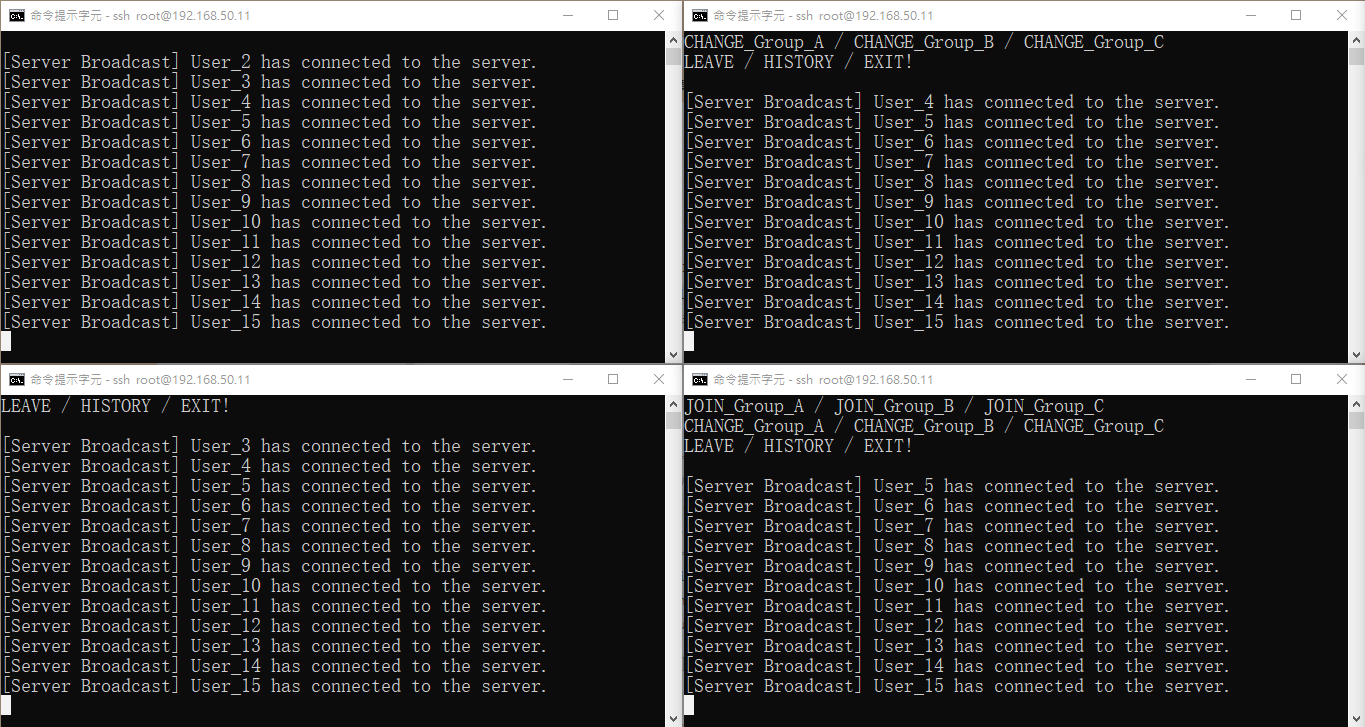 命令提示字元 - ssh root@192.168.50.11
[Server Broadcast] User_2 has connected to the server.
[Server Broadcast] User_3 has connected to the server.
[Server Broadcast] User_4 has connected to the server.
[Server Broadcast] User_5 has connected to the server.
[Server Broadcast] User_6 has connected to the server.
[Server Broadcast] User_7 has connected to the server.
[Server Broadcast] User_8 has connected to the server.
[Server Broadcast] User_9 has connected to the server.
[Server Broadcast] User_10 has connected to the server.
[Server Broadcast] User_11 has connected to the server.
[Server Broadcast] User_12 has connected to the server.
[Server Broadcast] User_13 has connected to the server.
[Server Broadcast] User_14 has connected to the server.
[Server Broadcast] User_15 has connected to the server.
命令提示字元 - ssh root@192.168.50.11
CHANGE_Group_A / CHANGE_Group_B / CHANGE_Group_C
LEAVE / HISTORY / EXIT!
[Server Broadcast] User_4 has connected to the server.
[Server Broadcast] User_5 has connected to the server.
[Server Broadcast] User_6 has connected to the server.
[Server Broadcast] User_7 has connected to the server.
[Server Broadcast] User_8 has connected to the server.
[Server Broadcast] User_9 has connected to the server.
[Server Broadcast] User_10 has connected to the server.
[Server Broadcast] User_11 has connected to the server.
[Server Broadcast] User_12 has connected to the server.
[Server Broadcast] User_13 has connected to the server.
[Server Broadcast] User_14 has connected to the server.
[Server Broadcast] User_15 has connected to the server.
命令提示字元 - ssh root@192.168.50.11
LEAVE / HISTORY / EXIT!
[Server Broadcast] User_3 has connected to the server.
[Server Broadcast] User_4 has connected to the server.
[Server Broadcast] User_5 has connected to the server.
[Server Broadcast] User_6 has connected to the server.
[Server Broadcast] User_7 has connected to the server.
[Server Broadcast] User_8 has connected to the server.
[Server Broadcast] User_9 has connected to the server.
[Server Broadcast] User_10 has connected to the server.
[Server Broadcast] User_11 has connected to the server.
[Server Broadcast] User_12 has connected to the server.
[Server Broadcast] User_13 has connected to the server.
[Server Broadcast] User_14 has connected to the server.
[Server Broadcast] User_15 has connected to the server.
命令提示字元 - ssh root@192.168.50.11
JOIN_Group_A / JOIN_Group_B / JOIN_Group_C
CHANGE_Group_A / CHANGE_Group_B / CHANGE_Group_C
LEAVE / HISTORY / EXIT!
[Server Broadcast] User_5 has connected to the server.
[Server Broadcast] User_6 has connected to the server.
[Server Broadcast] User_7 has connected to the server.
[Server Broadcast] User_8 has connected to the server.
[Server Broadcast] User_9 has connected to the server.
[Server Broadcast] User_10 has connected to the server.
[Server Broadcast] User_11 has connected to the server.
[Server Broadcast] User_12 has connected to the server.
[Server Broadcast] User_13 has connected to the server.
[Server Broadcast] User_14 has connected to the server.
[Server Broadcast] User_15 has connected to the server.